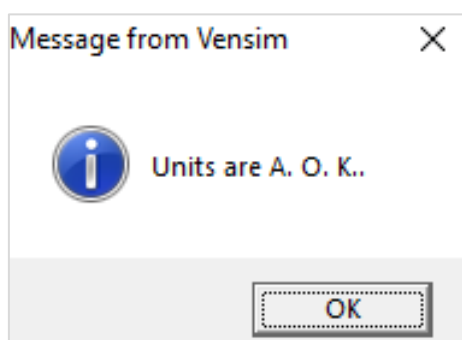 Message from Vensim
Units are A. O. K..
OK